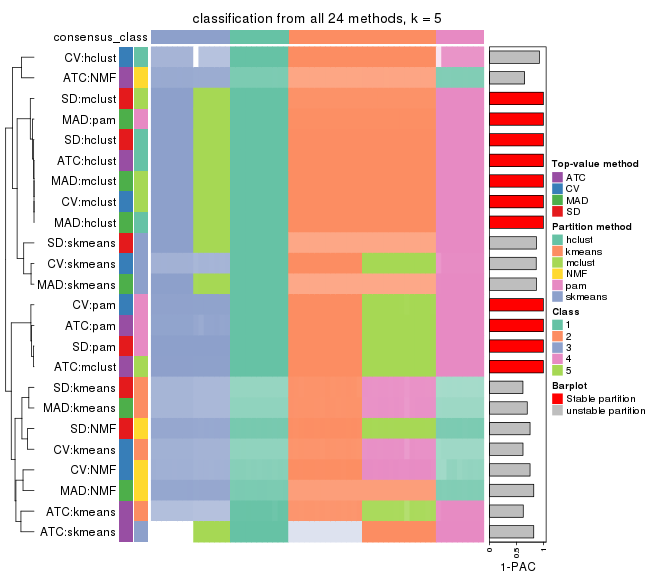 classification from all 24 methods, k = 5
consensus_class
CV:hclust
ATC:NMF
SD:mclust
MAD:pam
SD:hclust
ATC:hclust
MAD:mclust
CV:mclust
MAD:hclust
SD:skmeans
CV:skmeans
MAD:skmeans
CV:pam
ATC:pam
SD:pam
ATC:mclust
SD:kmeans
MAD:kmeans
SD:NMF
CV:kmeans
CV:NMF
MAD:NMF
ATC:kmeans
ATC:skmeans
0
0.5
1
1-PAC
Top-value method
ATC
CV
MAD
SD
Partition method
hclust
kmeans
mclust
NMF
pam
skmeans
Class
1
2
3
4
5
Barplot
Stable partition
unstable partition